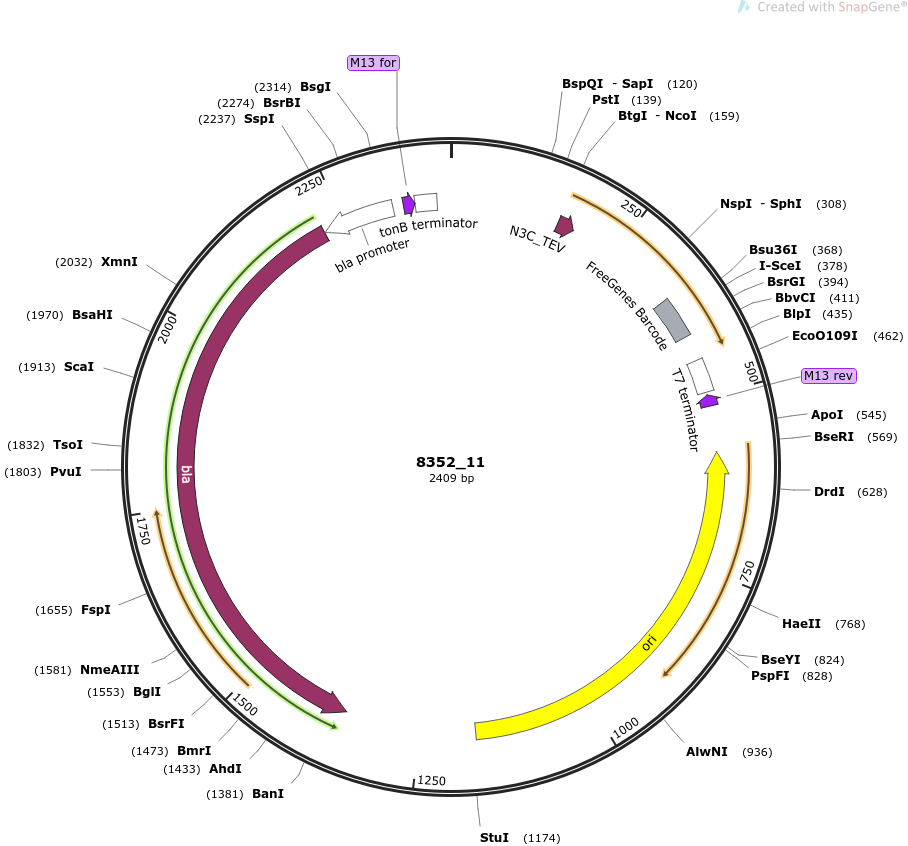 Created with SnapGene®
M13 for
(2314) BsgI
(2274) BsrBI
(2237) SspI
BspQI - SapI (120)
PstI (139)
BtgI - NcoI (159)
2250
250
tonB terminator
bla promoter
N3C_TEV
NspI - SphI (308)
FreeGenes Barcode
Bsu36I (368)
I-SceI (378)
BsrGI (394)
BbvCI (411)
BlpI (435)
EcoO109I (462)
(2032) XmnI
(1970) BsaHI
2000
(1913) ScaI
500
M13 rev
T7 terminator
ApoI (545)
BseRI (569)
(1832) TsoI
(1803) PvuI
bla
8352_11
2409 bp
DrdI (628)
1750
750
(1655) FspI
HaeII (768)
ori
BseYI (824)
PspFI (828)
(1581) NmeAIII
(1553) BglI
1500
(1513) BsrFI
1000
(1473) BmrI
AlwNI (936)
(1433) AhdI
1250
(1381) BanI
StuI (1174)